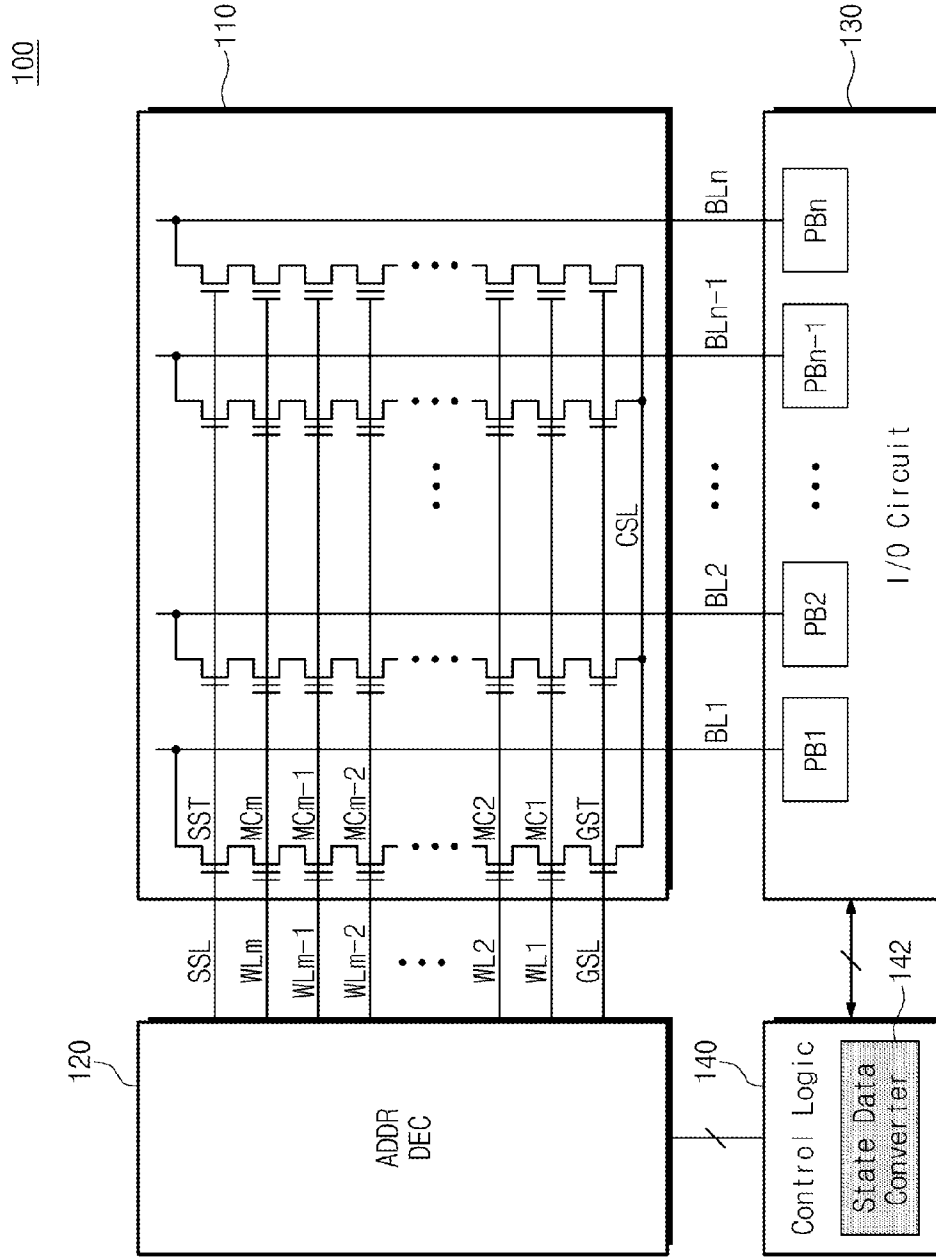 100
120
ADDR
DEC
SSL
WLm
WLm-1
WLm-2
WL2
WL1
GSL
110
SST
MCm
MCm-1
MCm-2
MC2
MC1
GST
CSL
BL1
BL2
BLn-1
BLn
140
Control Logic
State Data
Converter
142
130
PB1
PB2
PBn-1
PBn
I/O Circuit